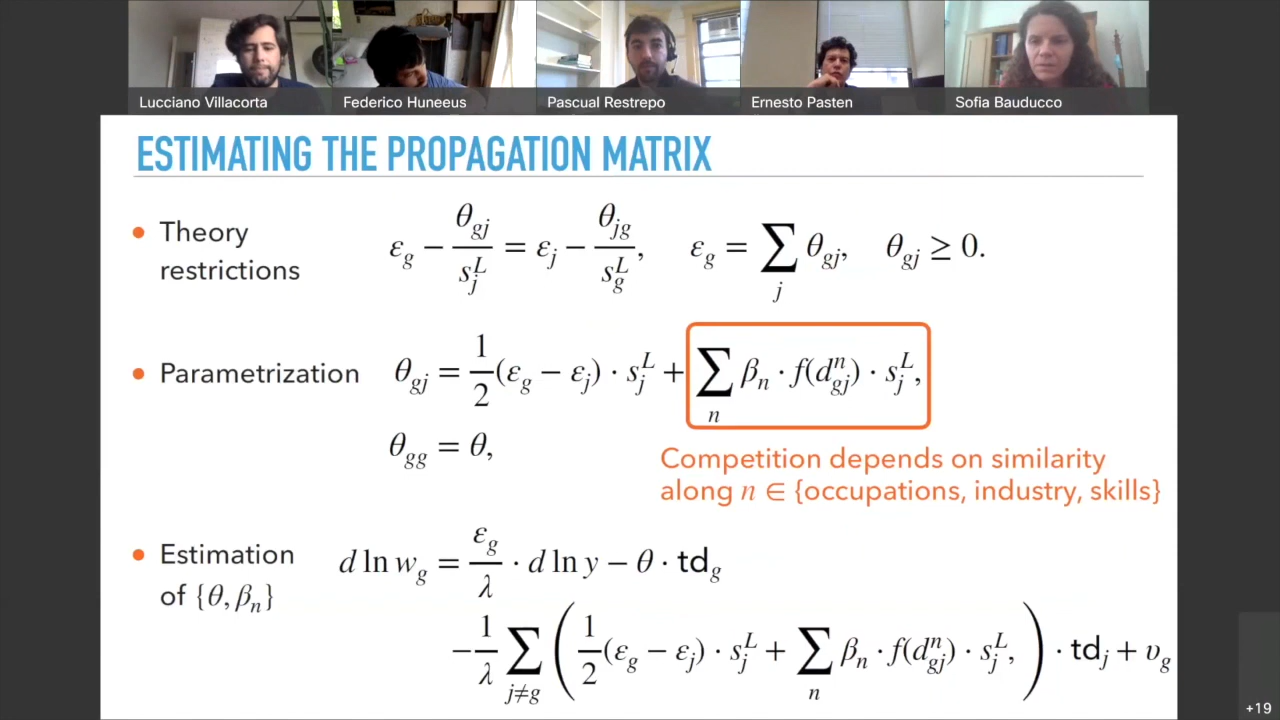 Lucciano Villacorta
Federico Huneeus
Pascual Restrepo
Ernesto Pasten
Sofia Bauducco
ESTIMATING THE PROPAGATION MATRIX
• Theory restrictions
ε_g − θ_gj / s_j^L = ε_j − θ_jg / s_g^L, ε_g = ∑_j θ_gj, θ_gj ≥ 0.
• Parametrization θ_gj = 1/2 (ε_g − ε_j) · s_j^L + ∑_n β_n · f(d_gj^n) · s_j^L,
θ_gg = θ,
Competition depends on similarity
along n ∈ {occupations, industry, skills}
• Estimation of {θ, β_n}
d ln w_g = ε_g / λ · d ln y − θ · td_g
− 1/λ ∑_{j≠g} ( 1/2 (ε_g − ε_j) · s_j^L + ∑_n β_n · f(d_gj^n) · s_j^L, ) · td_j + υ_g
+19